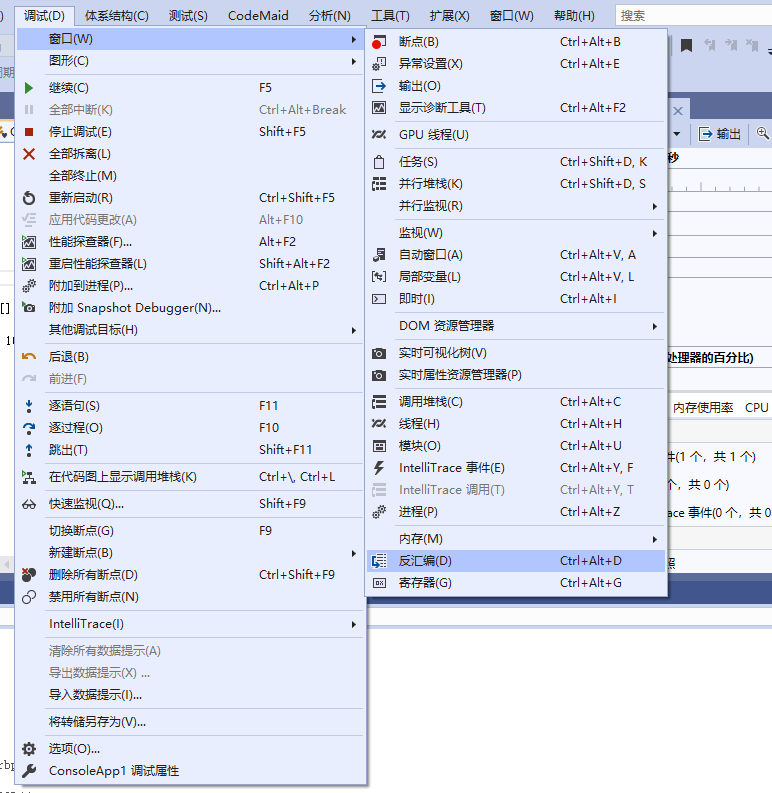 调试(D) 体系结构(C) 测试(S) CodeMaid 分析(N) 工具(T) 扩展(X) 窗口(W) 帮助(H) 搜索
窗口(W)
图形(C)
继续(C) F5
全部中断(K) Ctrl+Alt+Break
停止调试(E) Shift+F5
全部拆离(L)
全部终止(M)
重新启动(R) Ctrl+Shift+F5
应用代码更改(A) Alt+F10
性能探查器(F)... Alt+F2
重启性能探查器(L) Shift+Alt+F2
附加到进程(P)... Ctrl+Alt+P
附加 Snapshot Debugger(N)...
其他调试目标(H)
后退(B)
前进(F)
逐语句(S) F11
逐过程(O) F10
跳出(T) Shift+F11
在代码图上显示调用堆栈(K) Ctrl+\, Ctrl+L
快速监视(Q)... Shift+F9
切换断点(G) F9
新建断点(B)
删除所有断点(D) Ctrl+Shift+F9
禁用所有断点(N)
IntelliTrace(I)
清除所有数据提示(A)
导出数据提示(X) ...
导入数据提示(I)...
将转储另存为(V)...
选项(O)...
ConsoleApp1 调试属性
断点(B) Ctrl+Alt+B
异常设置(X) Ctrl+Alt+E
输出(O)
显示诊断工具(T) Ctrl+Alt+F2
GPU 线程(U)
任务(S) Ctrl+Shift+D, K
并行堆栈(K) Ctrl+Shift+D, S
并行监视(R)
监视(W)
自动窗口(A) Ctrl+Alt+V, A
局部变量(L) Ctrl+Alt+V, L
即时(I) Ctrl+Alt+I
DOM 资源管理器
实时可视化树(V)
实时属性资源管理器(P)
调用堆栈(C) Ctrl+Alt+C
线程(H) Ctrl+Alt+H
模块(O) Ctrl+Alt+U
IntelliTrace 事件(E) Ctrl+Alt+Y, F
IntelliTrace 调用(T) Ctrl+Alt+Y, T
进程(P) Ctrl+Alt+Z
内存(M)
反汇编(D) Ctrl+Alt+D
寄存器(G) Ctrl+Alt+G
输出
秒
处理器的百分比)
内存使用率 CPU
件(1 个，共 1 个)
个，共 0 个)
ace 事件(0 个，共 0
照
[]